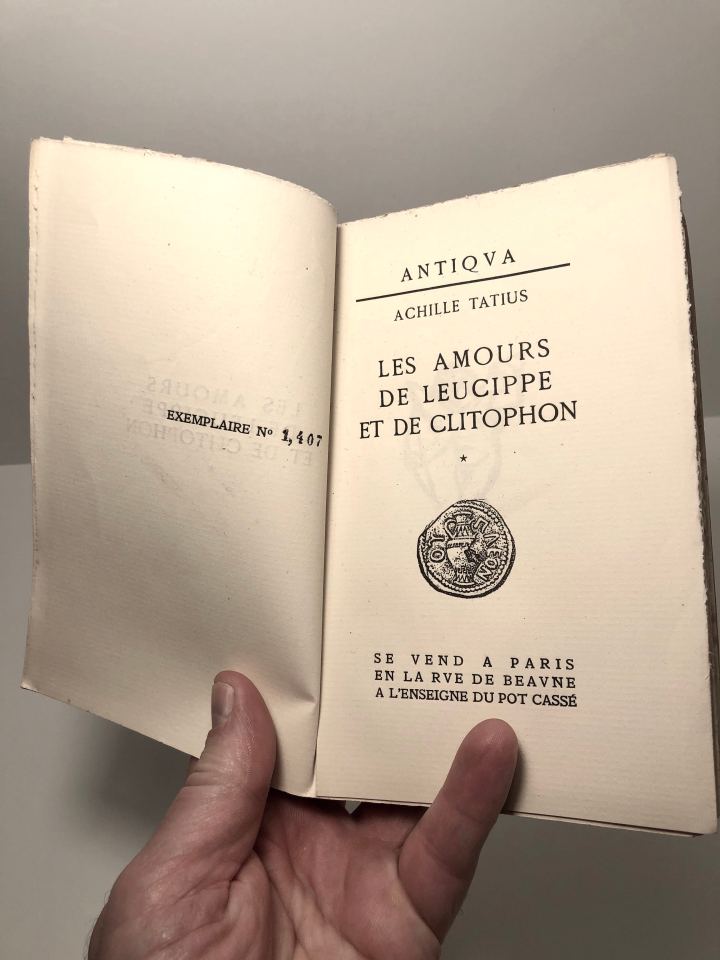 EXEMPLAIRE Nº 1,407
ANTIQVA
ACHILLE TATIUS
LES AMOURS
DE LEUCIPPE
ET DE CLITOPHON
*
SE VEND A PARIS
EN LA RVE DE BEAVNE
A L'ENSEIGNE DU POT CASSÉ